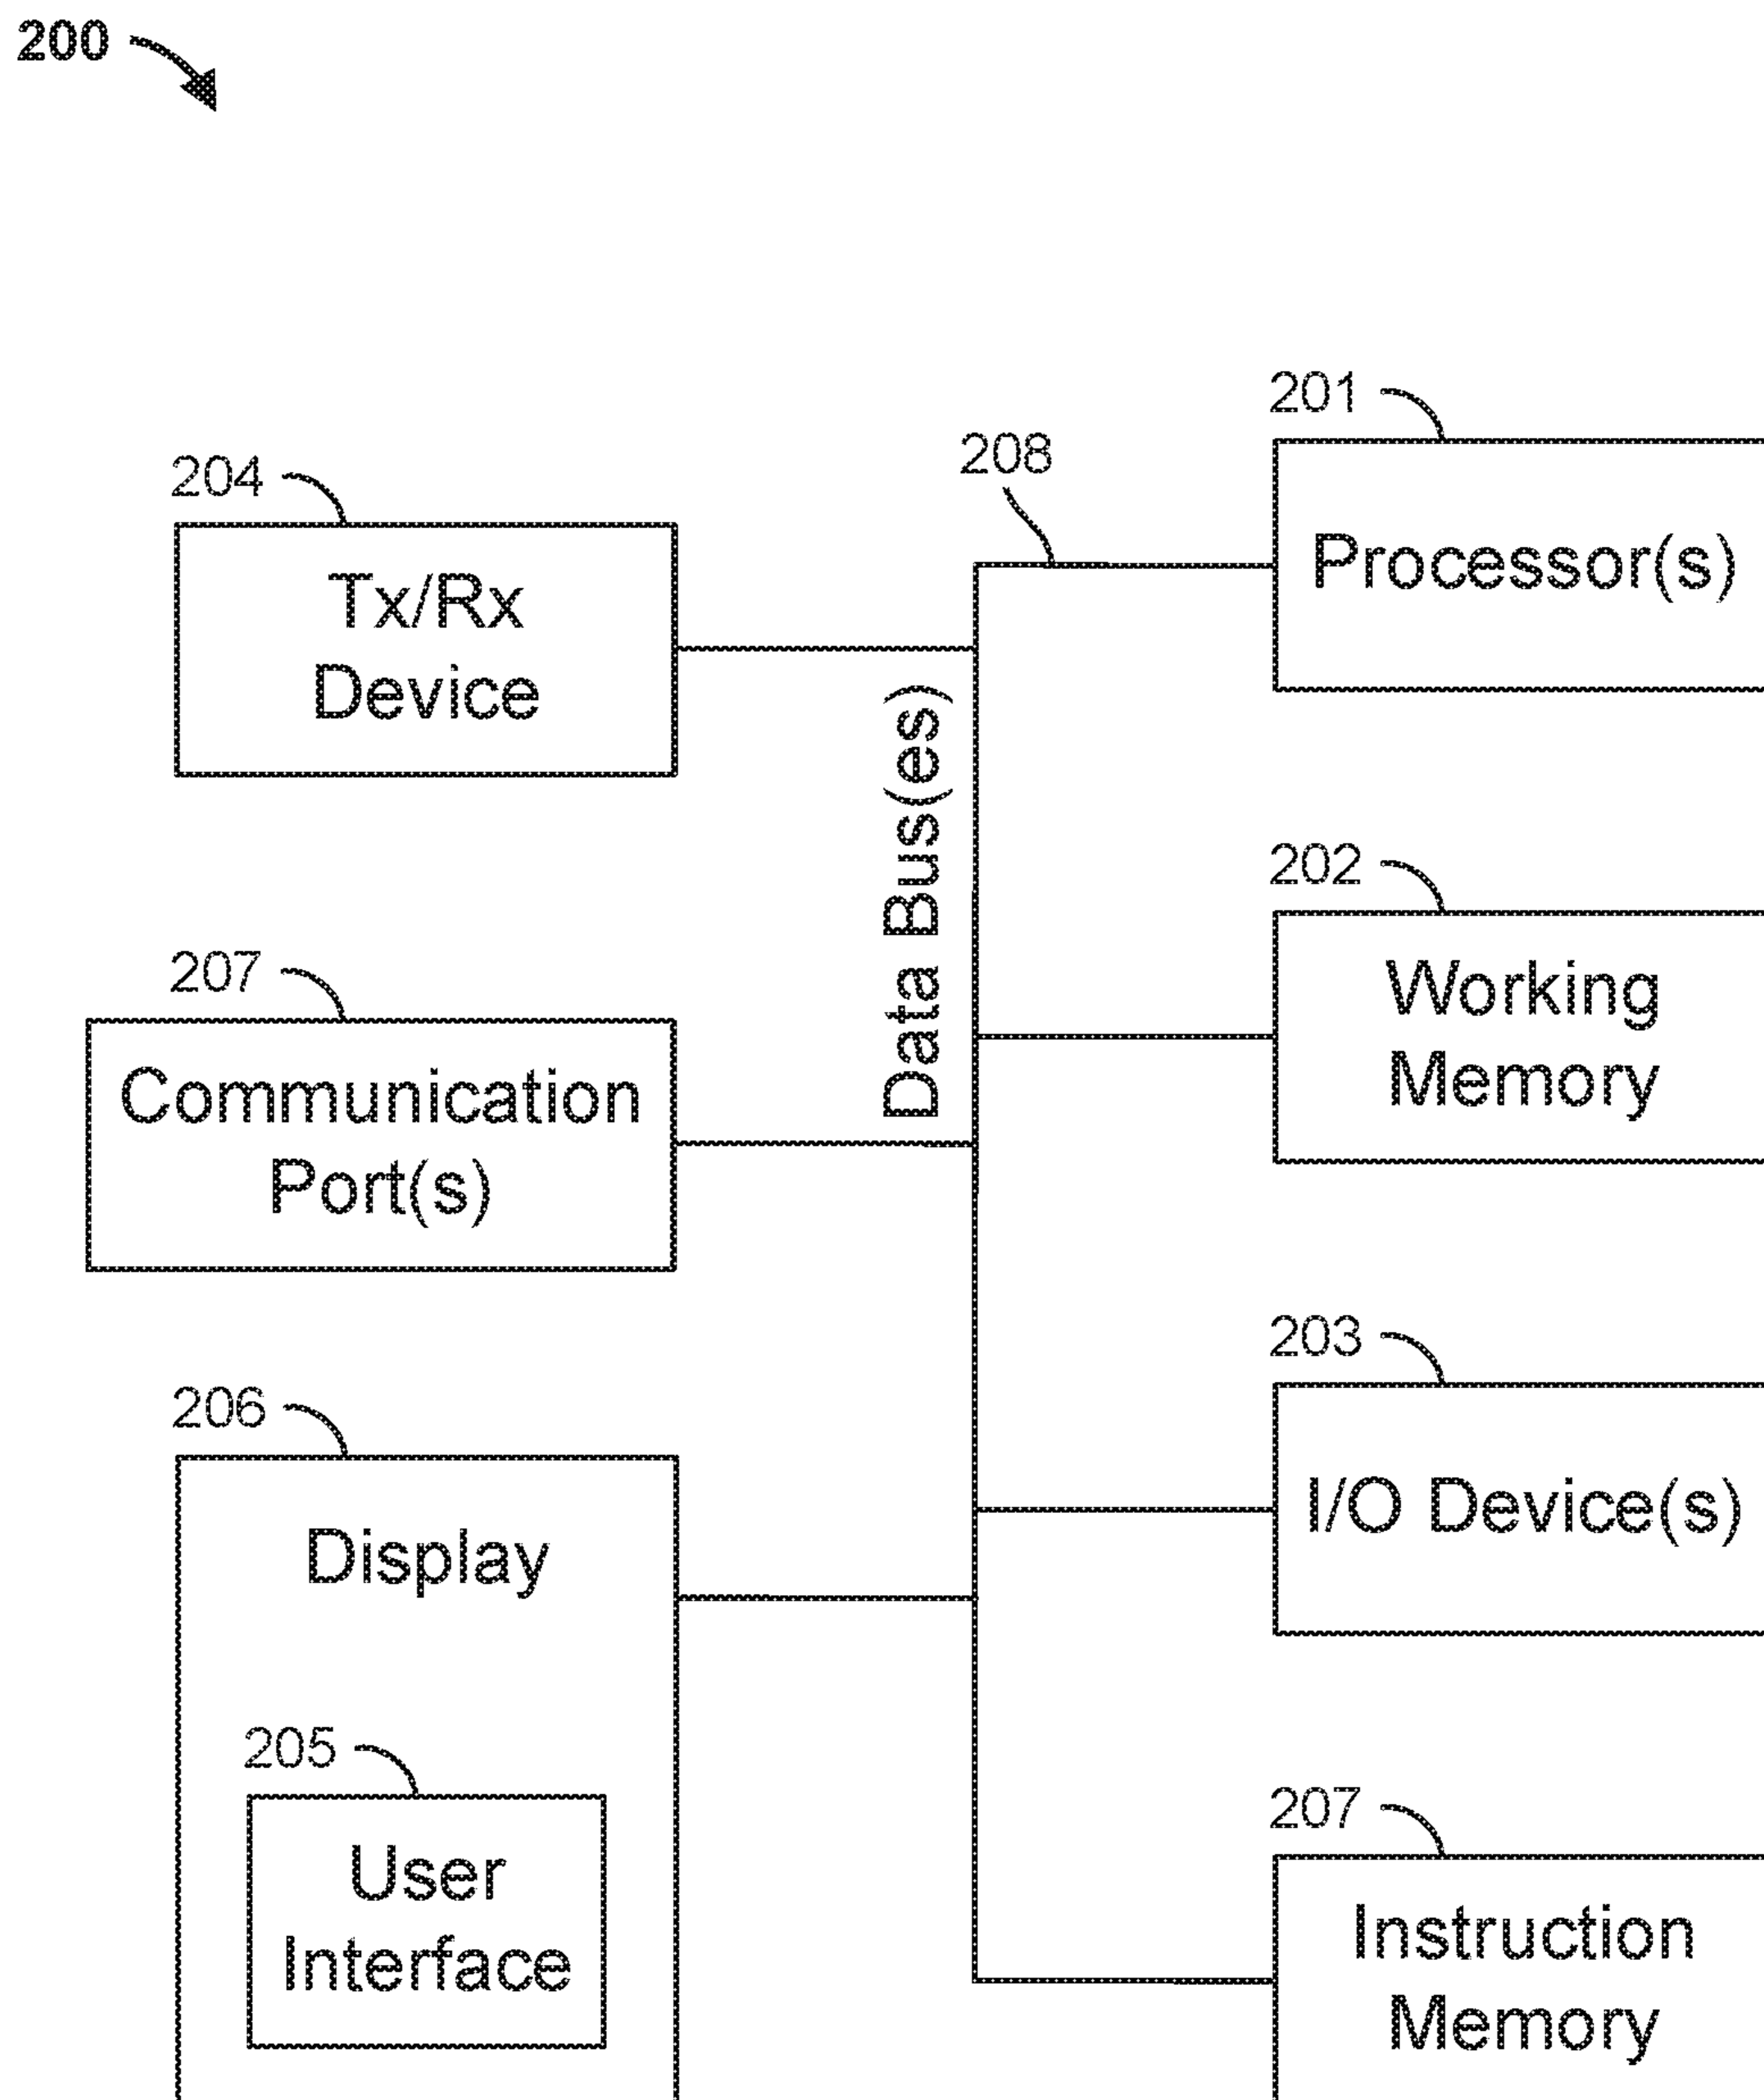 200
201
208
204
Processor(s)
Tx/Rx
Device
Data Bus(es)
202
207
Working
Memory
Communication
Port(s)
203
206
I/O Device(s)
Display
205
207
User
Interface
Instruction
Memory